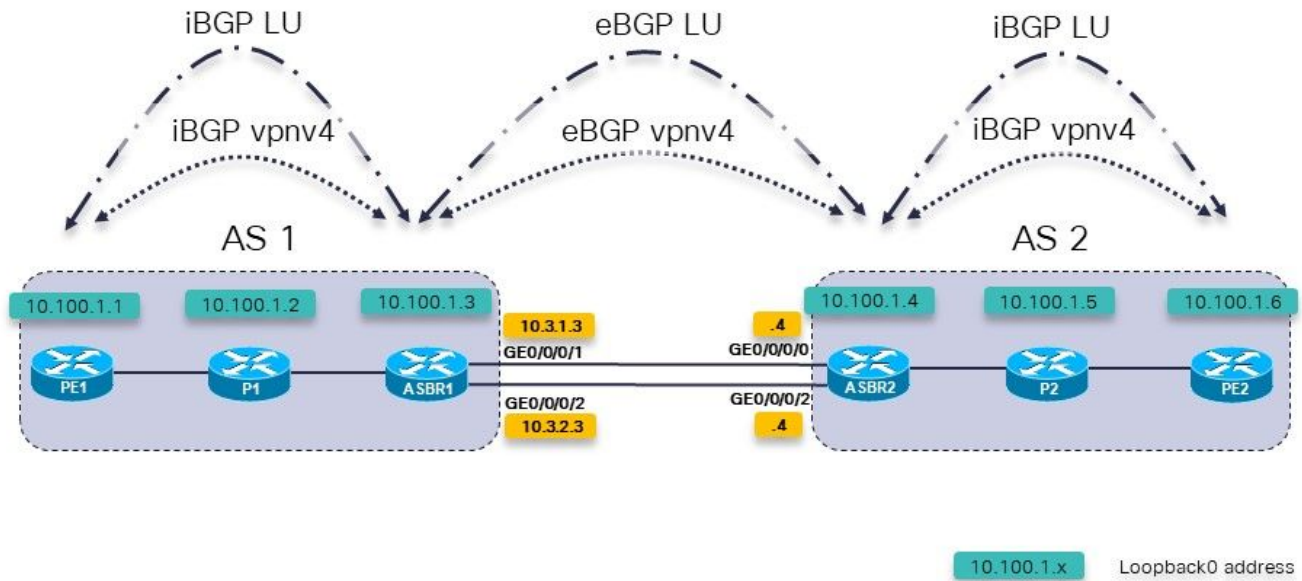 iBGP LU
eBGP LU
iBGP LU
iBGP vpnv4
eBGP vpnv4
iBGP vpnv4
AS 1
AS 2
10.100.1.1
10.100.1.2
10.100.1.3
10.100.1.4
10.100.1.5
10.100.1.6
10.3.1.3
.4
GE0/0/0/1
GE0/0/0/0
PE1
P1
ASBR1
ASBR2
P2
PE2
GE0/0/0/2
GE0/0/0/2
10.3.2.3
.4
10.100.1.x
Loopback0 address